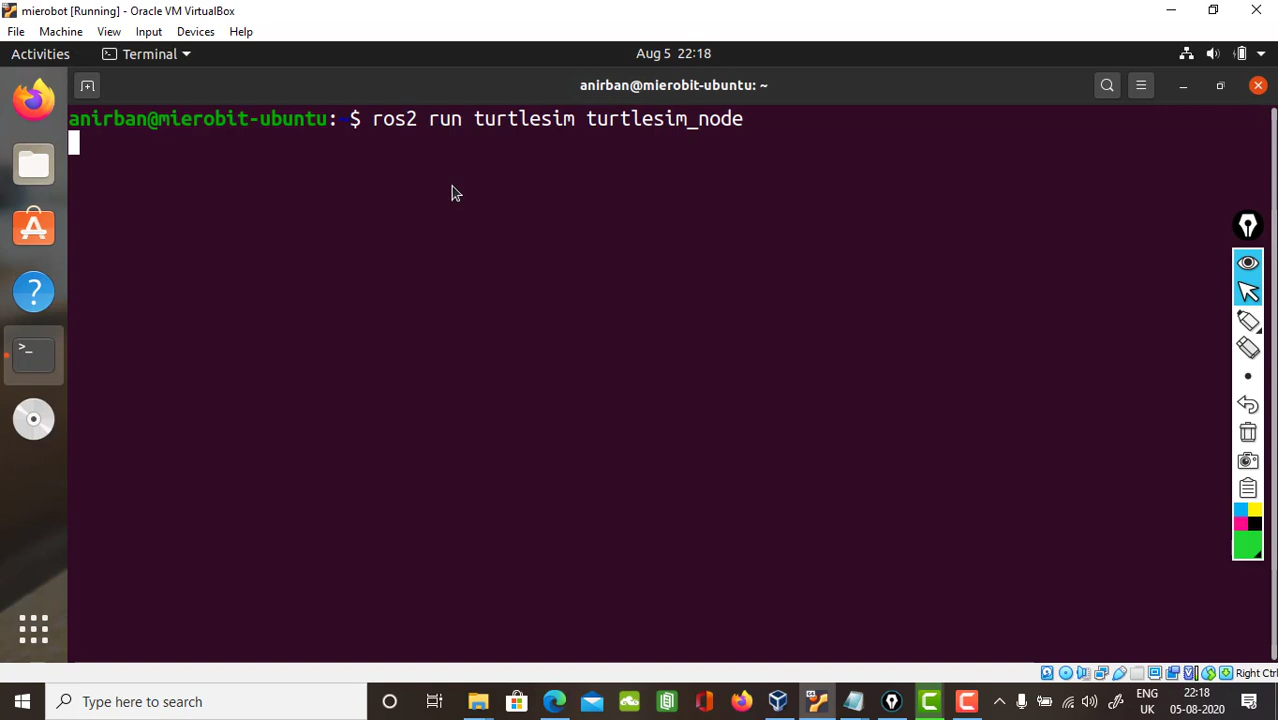 mierobot [Running] - Oracle VM VirtualBox
File Machine View Input Devices Help
Activities Terminal Aug 5 22:18
anirban@mierobit-ubuntu: ~
anirban@mierobit-ubuntu:~$ ros2 run turtlesim turtlesim_node
Right Ctrl
Type here to search
ENG 22:18
UK 05-08-2020